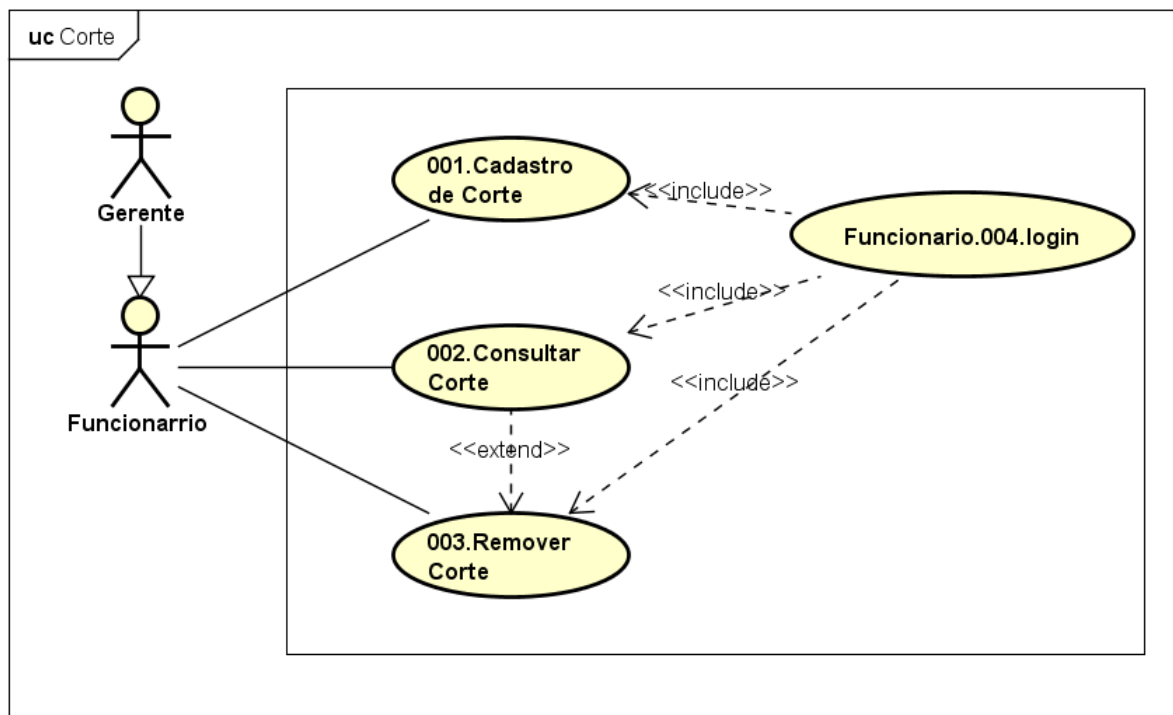 uc Corte
Gerente
Funcionarrio
001.Cadastro
de Corte
<<include>>
Funcionario.004.login
<<include>>
002.Consultar
Corte
<<include>>
<<extend>>
003.Remover
Corte